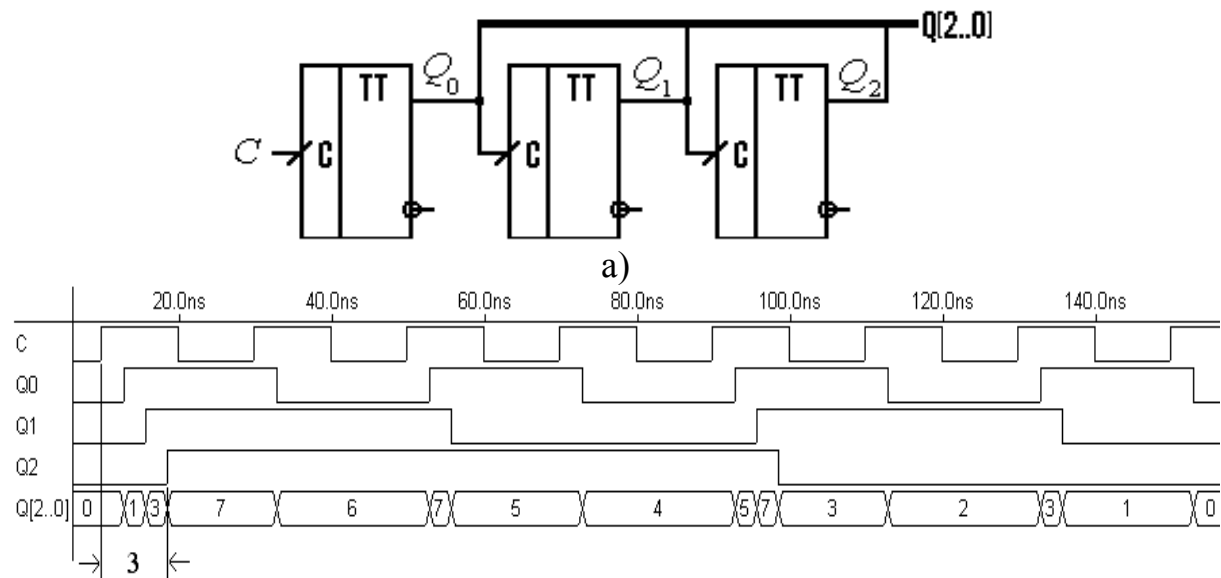 Q[2..0]
TT Q₀ TT Q₁ TT Q₂
C C C C
а)
20.0ns 40.0ns 60.0ns 80.0ns 100.0ns 120.0ns 140.0ns
C
Q0
Q1
Q2
Q[2..0] 0 1 3 7 6 7 5 4 5 7 3 2 3 1 0
3